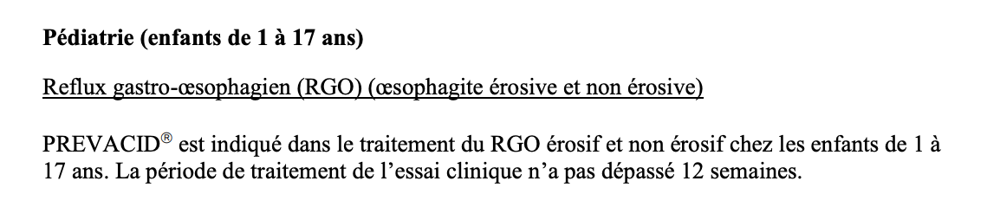 Pédiatrie (enfants de 1 à 17 ans)
Reflux gastro-œsophagien (RGO) (œsophagite érosive et non érosive)
PREVACID® est indiqué dans le traitement du RGO érosif et non érosif chez les enfants de 1 à
17 ans. La période de traitement de l’essai clinique n’a pas dépassé 12 semaines.